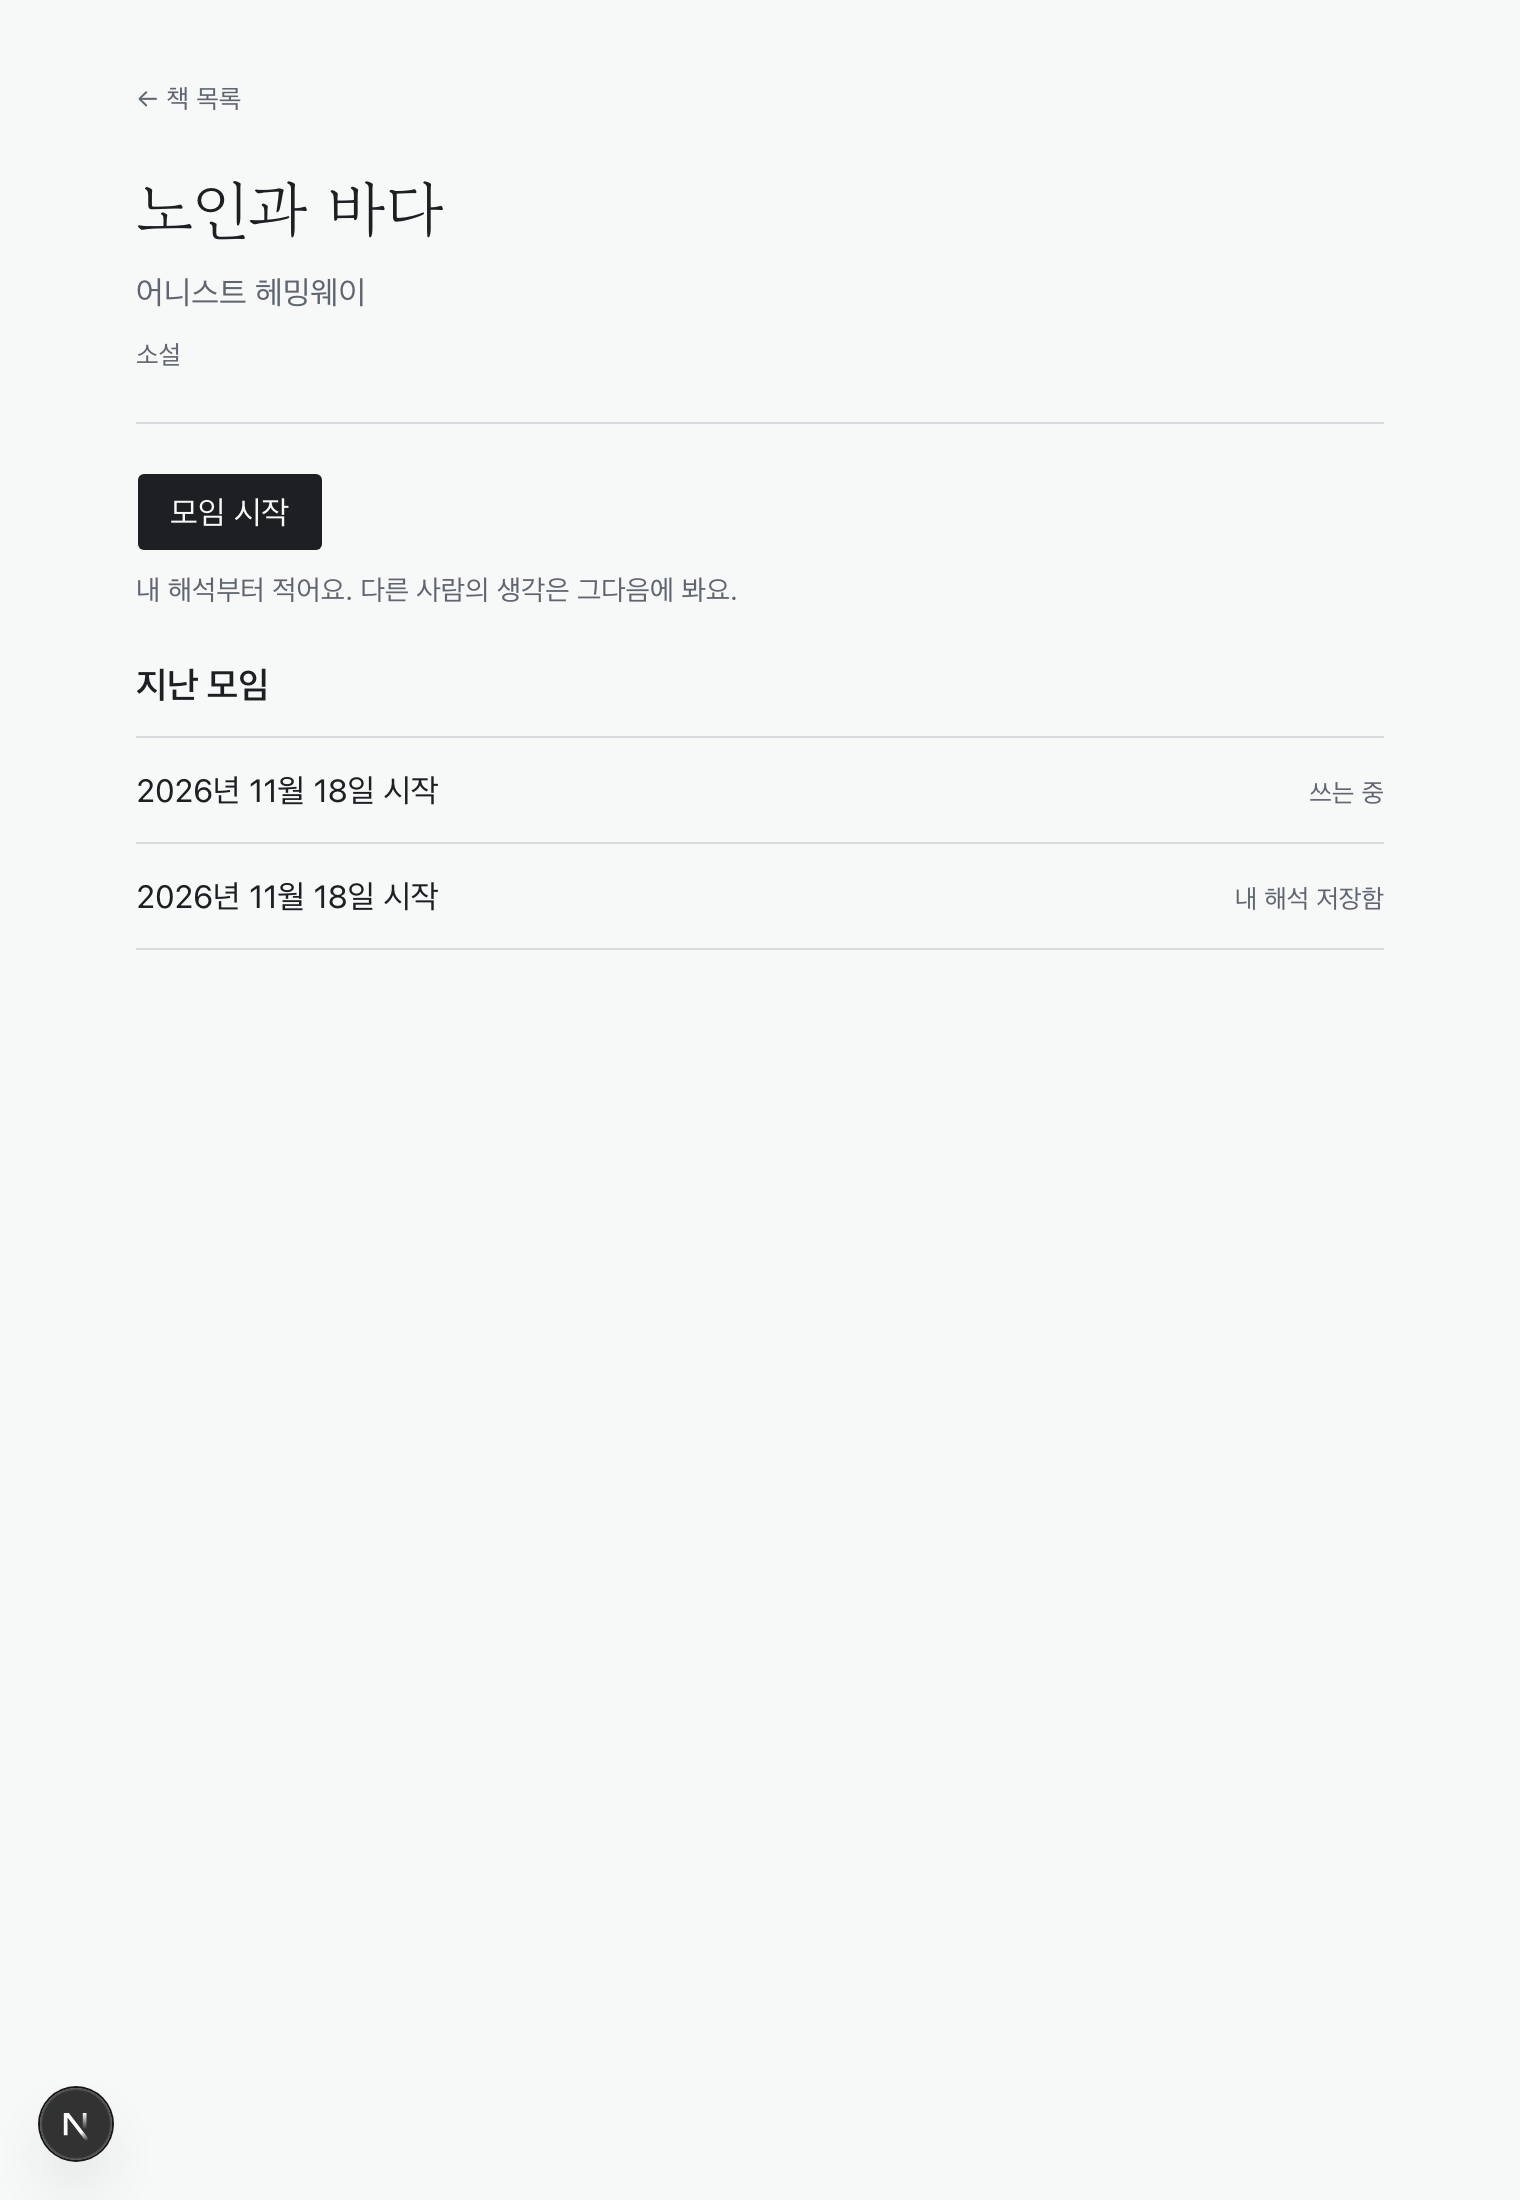 ← 책 목록
노인과 바다
어니스트 헤밍웨이
소설
모임 시작
내 해석부터 적어요. 다른 사람의 생각은 그다음에 봐요.
지난 모임
2026년 11월 18일 시작 쓰는 중
2026년 11월 18일 시작 내 해석 저장함
N